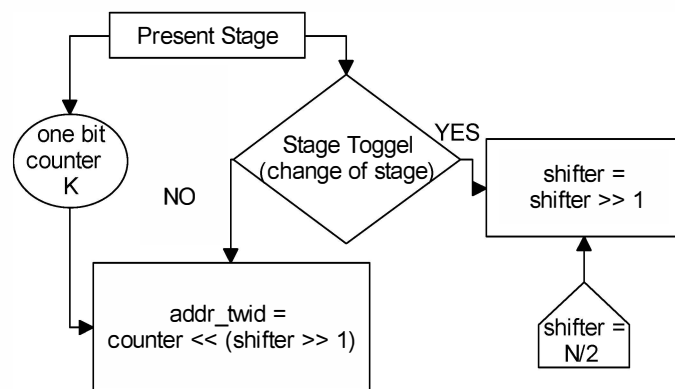 Present Stage
one bit
counter
K
Stage Toggel
(change of stage)
YES
NO
shifter =
shifter >> 1
addr_twid =
counter << (shifter >> 1)
shifter =
N/2